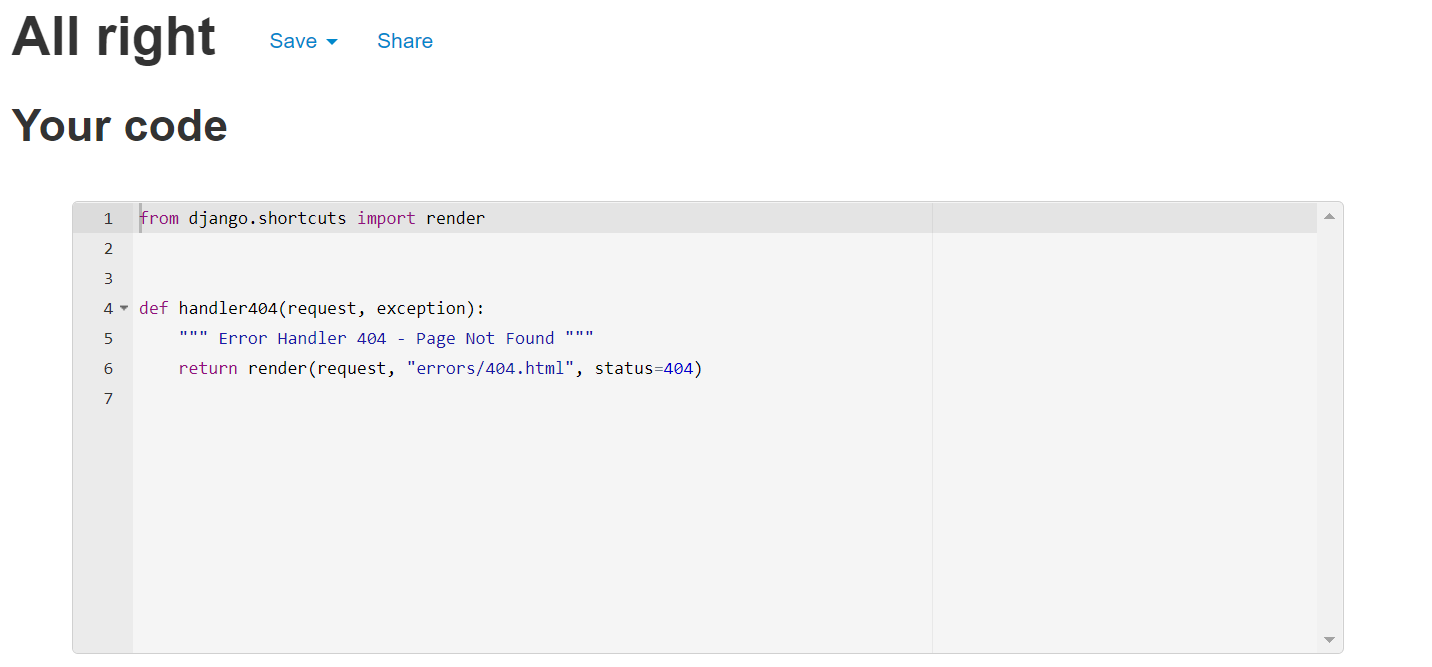 All right Save Share
Your code
1 from django.shortcuts import render
2
3
4 def handler404(request, exception):
5     """ Error Handler 404 - Page Not Found """
6     return render(request, "errors/404.html", status=404)
7